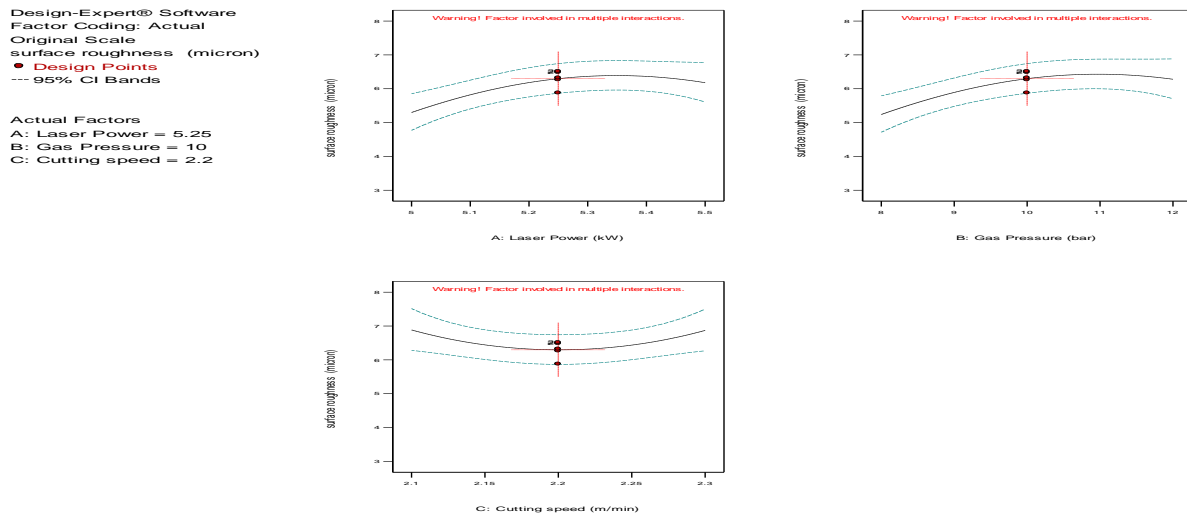 Design-Expert® Software
Factor Coding: Actual
Original Scale
surface roughness (micron)
Design Points
95% CI Bands
Actual Factors
A: Laser Power = 5.25
B: Gas Pressure = 10
C: Cutting speed = 2.2
Warning! Factor involved in multiple interactions.
surface roughness (micron)
8
7
6
5
4
3
2
5
5.1
5.2
5.3
5.4
5.5
A: Laser Power (kW)
Warning! Factor involved in multiple interactions.
surface roughness (micron)
8
7
6
5
4
3
2
8
9
10
11
12
B: Gas Pressure (bar)
Warning! Factor involved in multiple interactions.
surface roughness (micron)
8
7
6
5
4
3
2
2.1
2.15
2.2
2.25
2.3
C: Cutting speed (m/min)